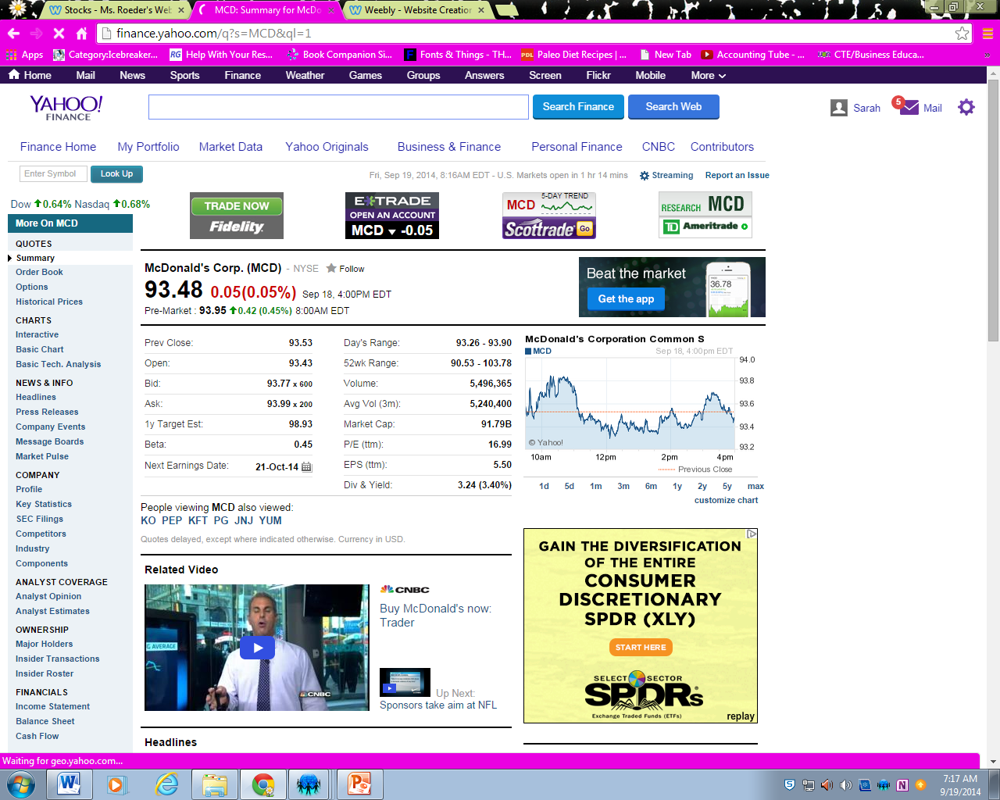 Stocks - Ms. Roeder's Web
MCD: Summary for McDo
Weebly - Website Creation
finance.yahoo.com/q?s=MCD&ql=1
Apps Category:Icebreaker... Help With Your Res... Book Companion Si... Fonts & Things - TH... Paleo Diet Recipes | ... New Tab Accounting Tube - ... CTE/Business Educa... »
Home Mail News Sports Finance Weather Games Groups Answers Screen Flickr Mobile More
YAHOO!
FINANCE
Search Finance Search Web
Sarah 5 Mail
Finance Home My Portfolio Market Data Yahoo Originals Business & Finance Personal Finance CNBC Contributors
Enter Symbol Look Up
Fri, Sep 19, 2014, 8:16AM EDT - U.S. Markets open in 1 hr 14 mins Streaming Report an Issue
Dow 0.64% Nasdaq 0.68%
TRADE NOW
Fidelity
E*TRADE
OPEN AN ACCOUNT
MCD -0.05
5-DAY TREND
MCD
Scottrade Go
RESEARCH MCD
TD Ameritrade
More On MCD
QUOTES
Summary
Order Book
Options
Historical Prices
CHARTS
Interactive
Basic Chart
Basic Tech. Analysis
NEWS & INFO
Headlines
Press Releases
Company Events
Message Boards
Market Pulse
COMPANY
Profile
Key Statistics
SEC Filings
Competitors
Industry
Components
ANALYST COVERAGE
Analyst Opinion
Analyst Estimates
OWNERSHIP
Major Holders
Insider Transactions
Insider Roster
FINANCIALS
Income Statement
Balance Sheet
Cash Flow
McDonald's Corp. (MCD) - NYSE Follow
93.48 0.05(0.05%) Sep 18, 4:00PM EDT
Pre-Market : 93.95 0.42 (0.45%) 8:00AM EDT
Beat the market
Get the app
36.78
Prev Close: 93.53
Open: 93.43
Bid: 93.77 x 600
Ask: 93.99 x 200
1y Target Est: 98.93
Beta: 0.45
Next Earnings Date: 21-Oct-14
Day's Range: 93.26 - 93.90
52wk Range: 90.53 - 103.78
Volume: 5,496,365
Avg Vol (3m): 5,240,400
Market Cap: 91.79B
P/E (ttm): 16.99
EPS (ttm): 5.50
Div & Yield: 3.24 (3.40%)
McDonald's Corporation Common S
MCD Sep 18, 4:00pm EDT
94.0
93.8
93.6
93.4
93.2
© Yahoo!
10am 12pm 2pm 4pm
Previous Close
1d 5d 1m 3m 6m 1y 2y 5y max
customize chart
People viewing MCD also viewed:
KO PEP KFT PG JNJ YUM
Quotes delayed, except where indicated otherwise. Currency in USD.
Related Video
G AVERAGE
CNBC
CNBC
Buy McDonald's now:
Trader
Up Next:
Sponsors take aim at NFL
Headlines
GAIN THE DIVERSIFICATION
OF THE ENTIRE
CONSUMER
DISCRETIONARY
SPDR (XLY)
START HERE
SELECT SECTOR
SPDRs
Exchange Traded Funds (ETFs)
replay
Waiting for geo.yahoo.com...
7:17 AM
9/19/2014